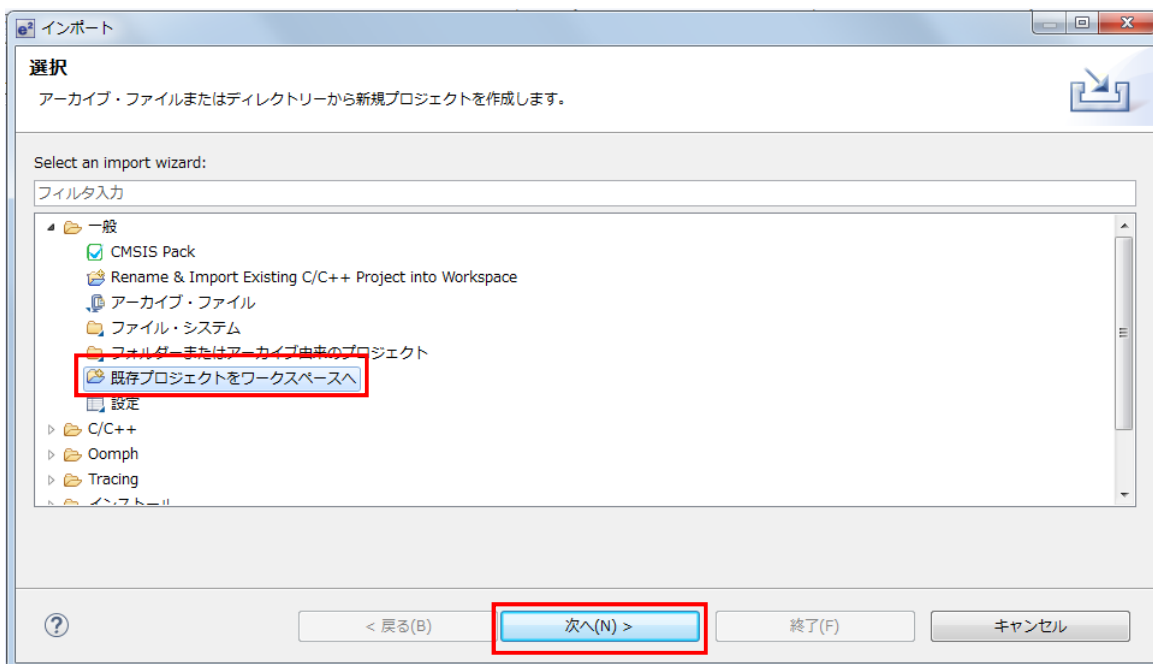 e² インポート
選択
アーカイブ・ファイルまたはディレクトリーから新規プロジェクトを作成します。
Select an import wizard:
フィルタ入力
一般
CMSIS Pack
Rename & Import Existing C/C++ Project into Workspace
アーカイブ・ファイル
ファイル・システム
フォルダーまたはアーカイブ由来のプロジェクト
既存プロジェクトをワークスペースへ
設定
C/C++
Oomph
Tracing
インストール
? < 戻る(B) 次へ(N) > 終了(F) キャンセル